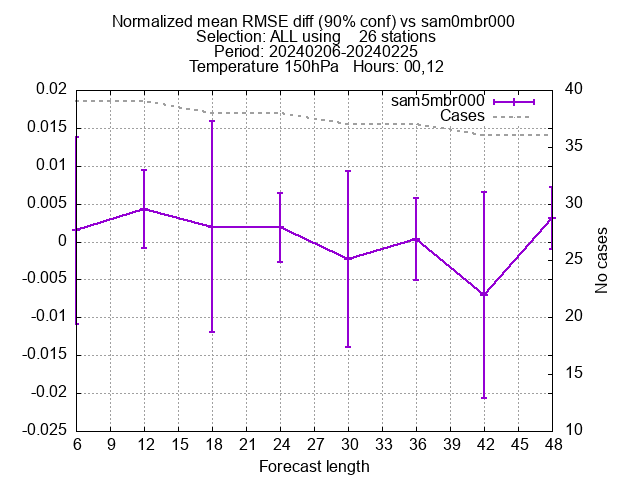 Normalized mean RMSE diff (90% conf) vs sam0mbr000
Selection: ALL using    26 stations
Period: 20240206-20240225
Temperature 150hPa   Hours: 00,12
sam5mbr000
Cases
0.02
0.015
0.01
0.005
0
-0.005
-0.01
-0.015
-0.02
-0.025
40
35
30
25
20
15
10
No cases
6 9 12 15 18 21 24 27 30 33 36 39 42 45 48
Forecast length